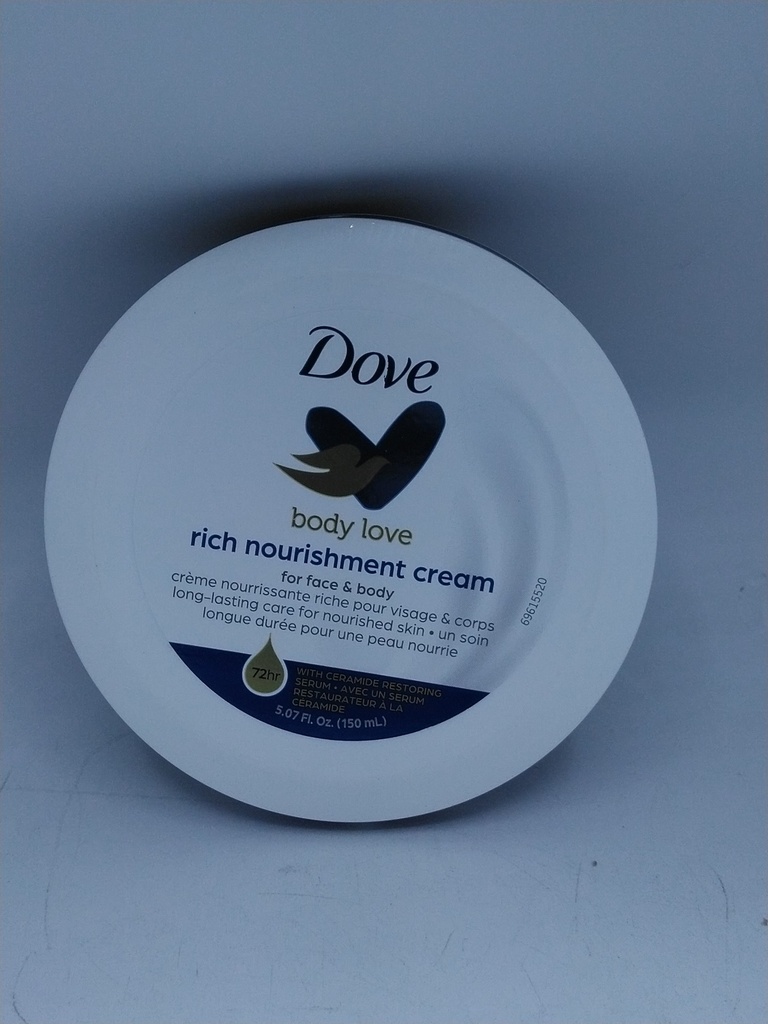 Dove
body love
rich nourishment cream
for face & body
crème nourrissante riche pour visage & corps
long-lasting care for nourished skin • un soin
longue durée pour une peau nourrie
69615520
72hr
WITH CERAMIDE RESTORING
SERUM • AVEC UN SERUM
RESTAURATEUR À LA
CERAMIDE
5.07 Fl. Oz. (150 mL)